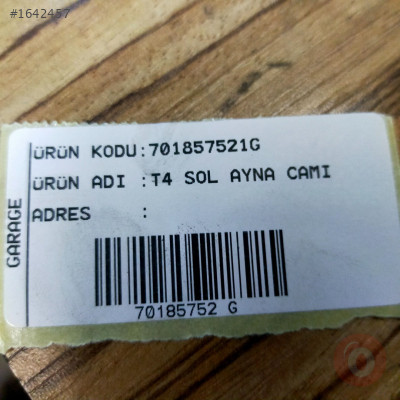 #1642457
ÜRÜN KODU:701857521G
ÜRÜN ADI :T4 SOL AYNA CAMI
ADRES :
GARAGE
70185752 G